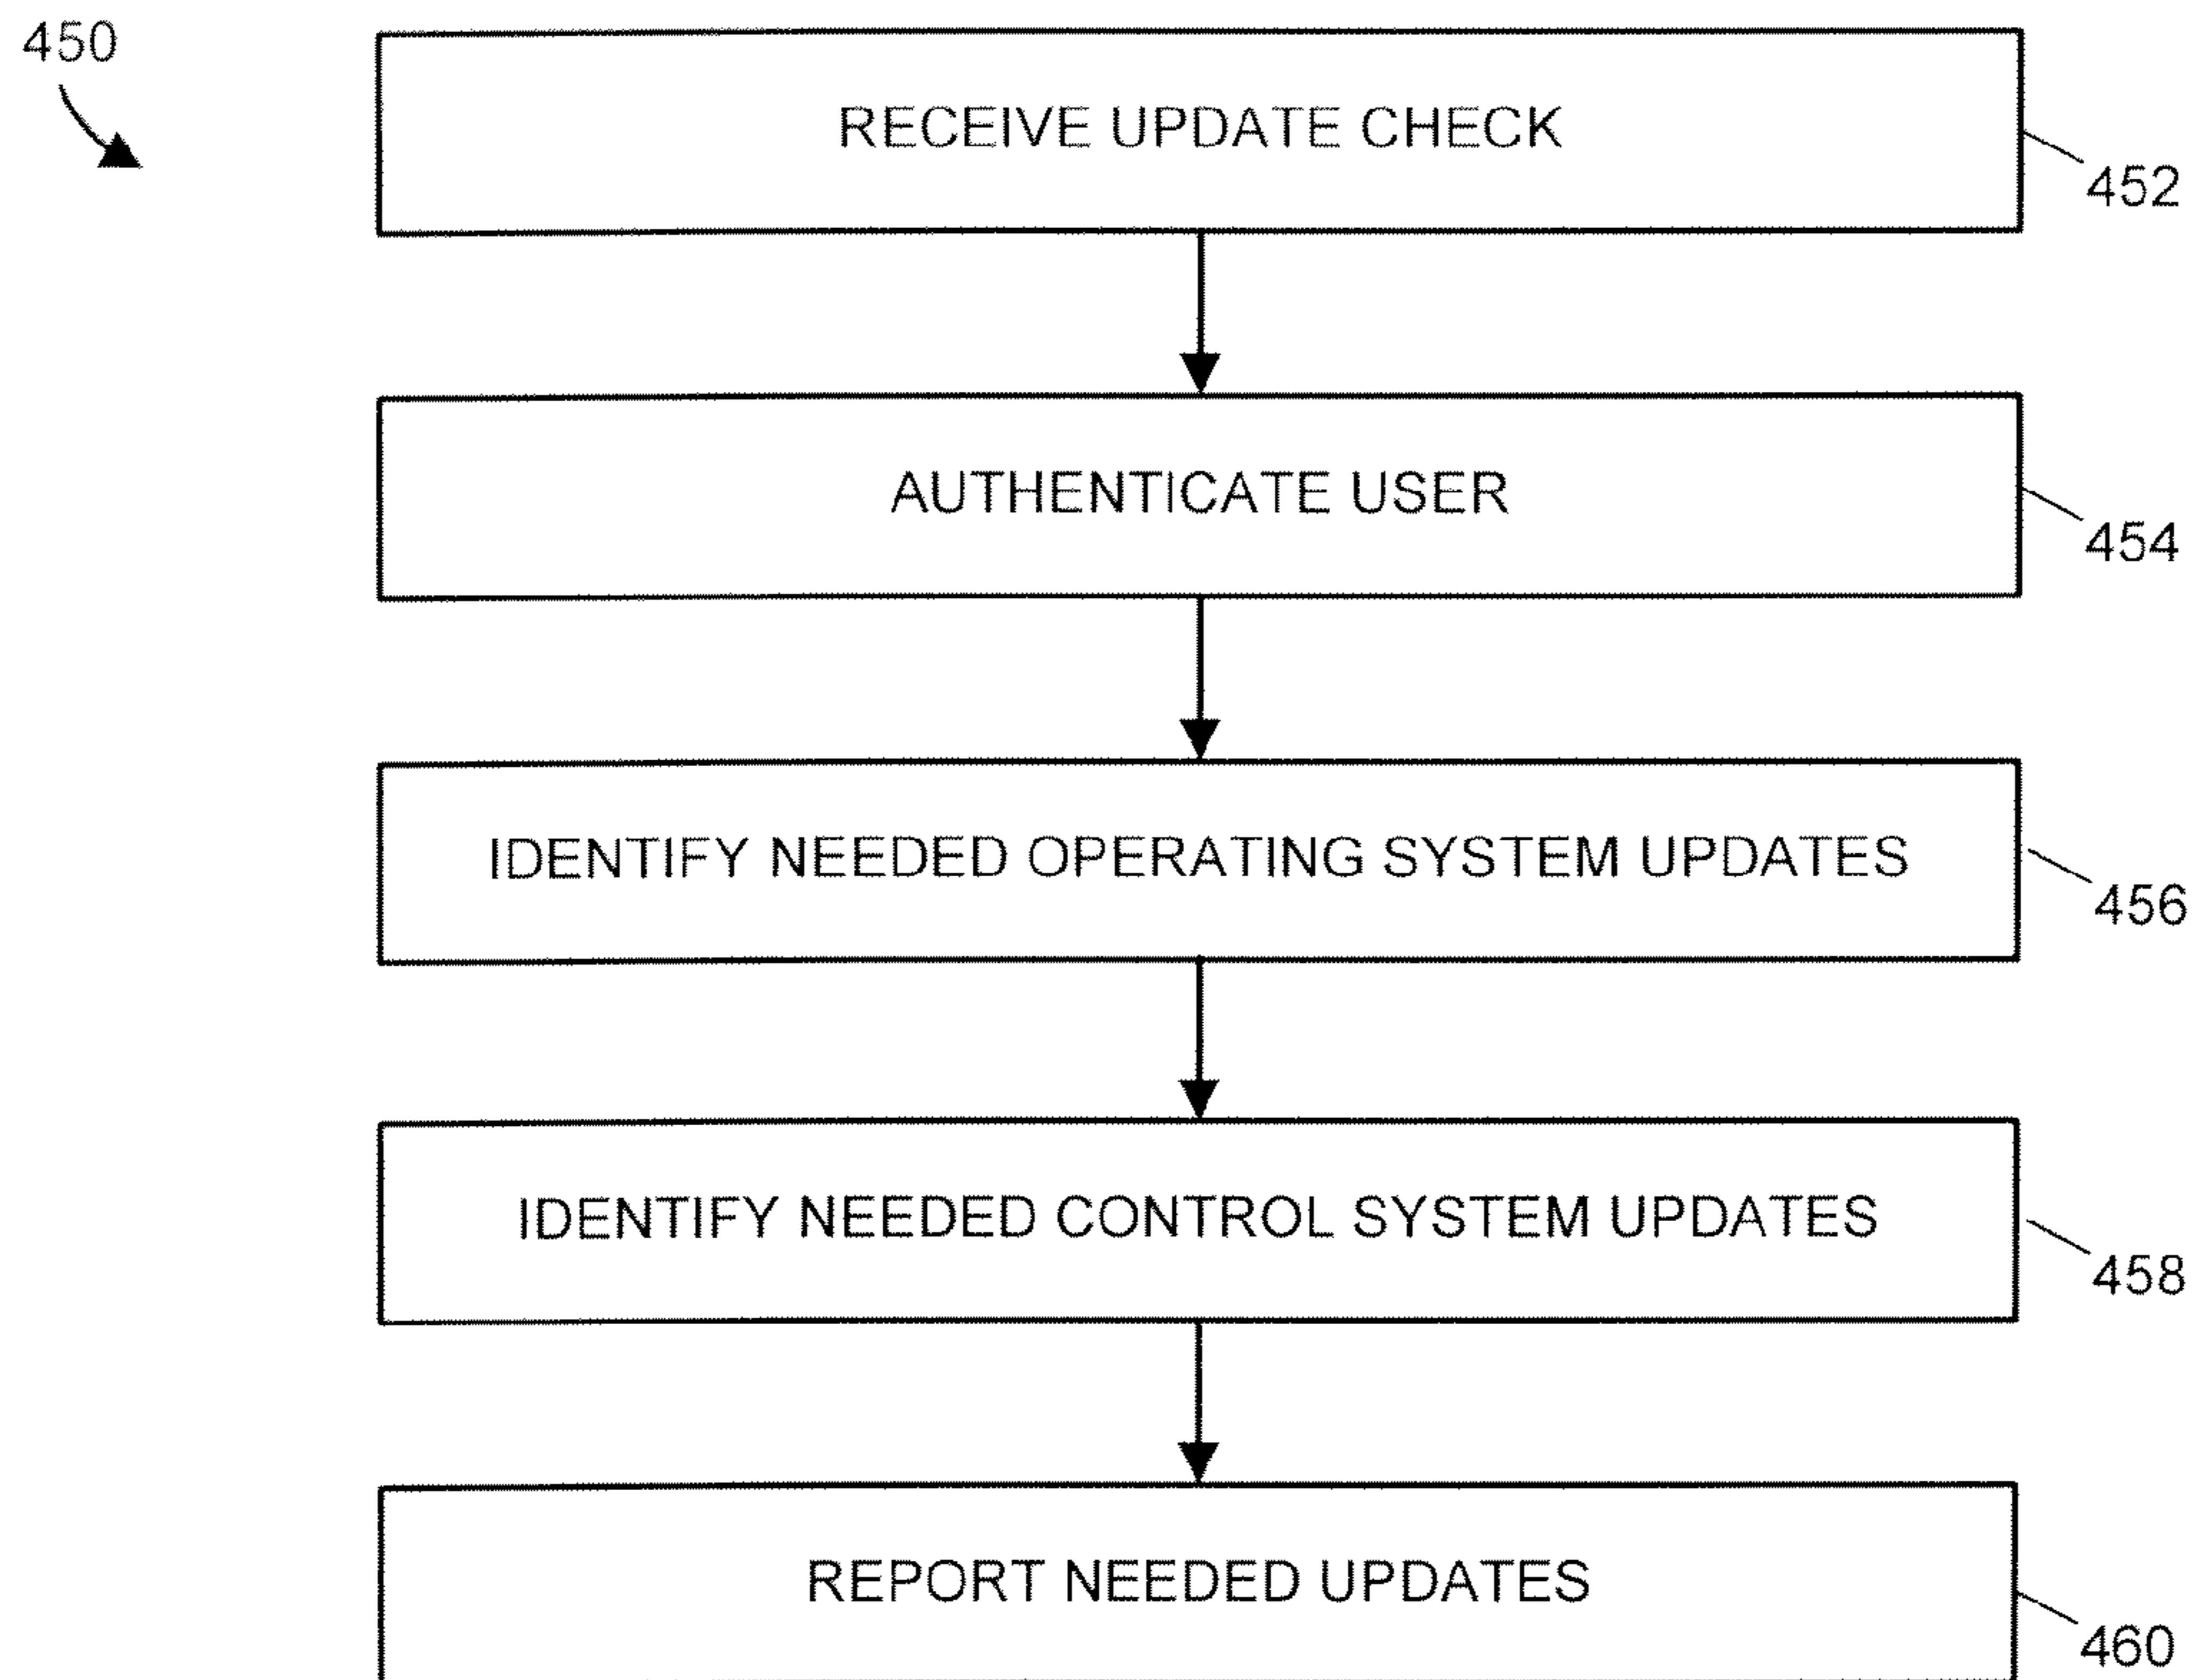 450
RECEIVE UPDATE CHECK
452
AUTHENTICATE USER
454
IDENTIFY NEEDED OPERATING SYSTEM UPDATES
456
IDENTIFY NEEDED CONTROL SYSTEM UPDATES
458
REPORT NEEDED UPDATES
460